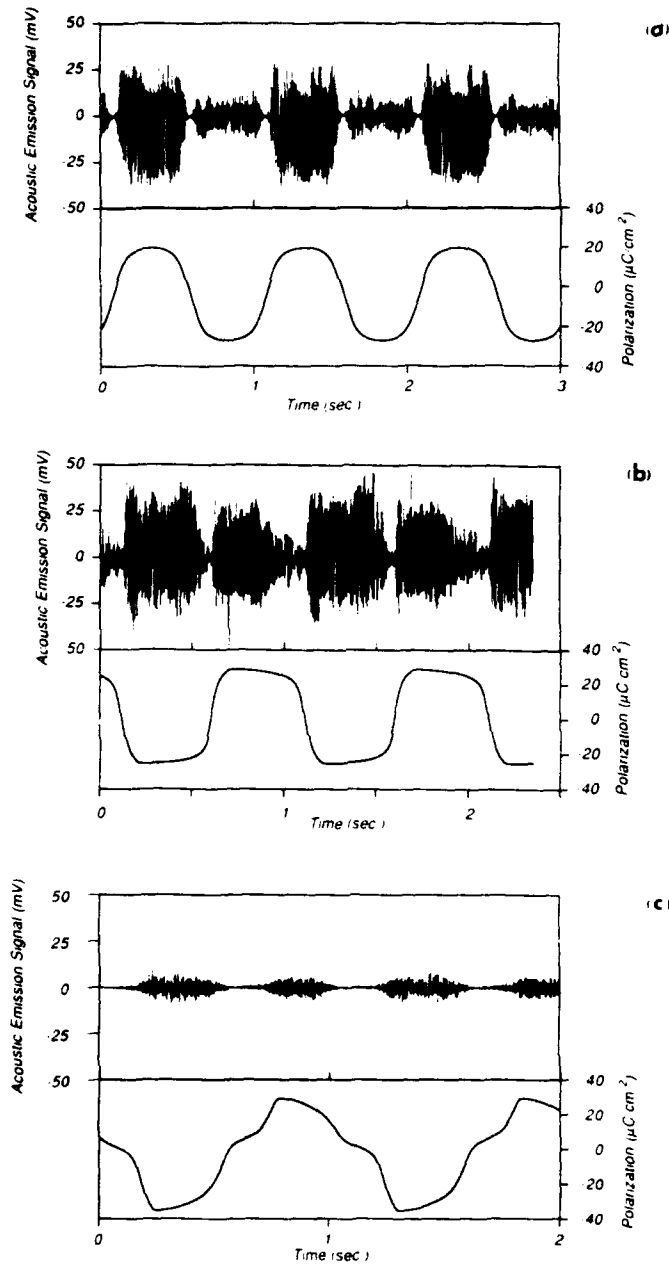 (a)
Acoustic Emission Signal (mV)
50
25
0
-25
-50
40
20
0
-20
-40
Polarization (μC cm²)
0 1 2 3
Time (sec)
(b)
Acoustic Emission Signal (mV)
50
25
0
-25
50
40
20
0
-20
-40
Polarization (μC cm²)
0 1 2
Time (sec)
(c)
Acoustic Emission Signal (mV)
50
25
0
-25
-50
40
20
0
-20
-40
Polarization (μC cm²)
0 1 2
Time (sec)